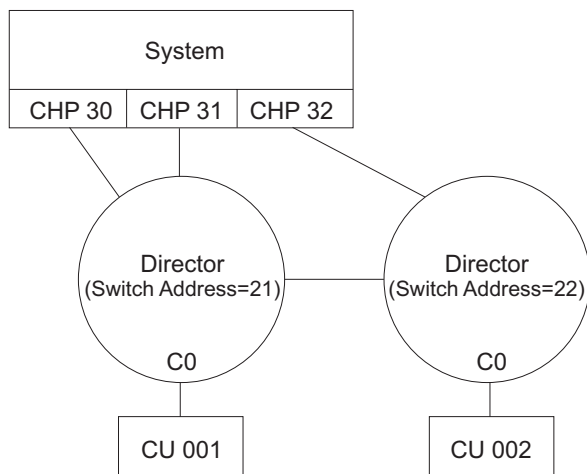 System
CHP 30 CHP 31 CHP 32
Director
(Switch Address=21)
C0
Director
(Switch Address=22)
C0
CU 001
CU 002